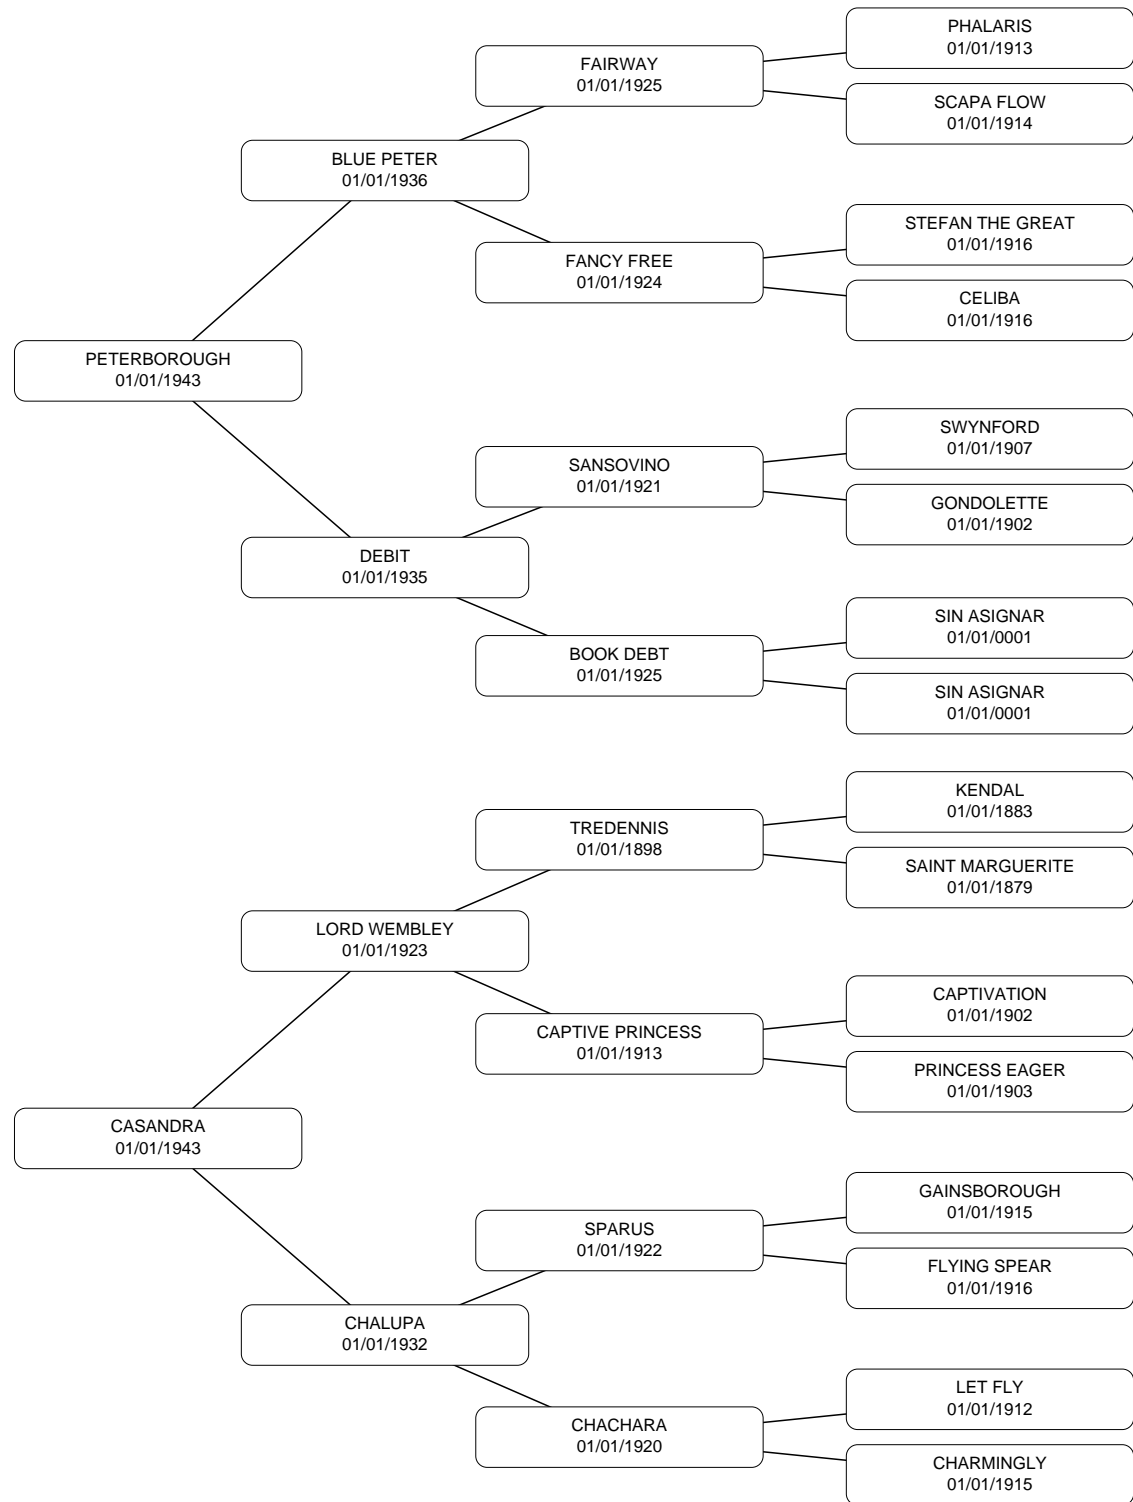 PHALARIS
01/01/1913
FAIRWAY
01/01/1925
SCAPA FLOW
01/01/1914
BLUE PETER
01/01/1936
STEFAN THE GREAT
01/01/1916
FANCY FREE
01/01/1924
CELIBA
01/01/1916
PETERBOROUGH
01/01/1943
SWYNFORD
01/01/1907
SANSOVINO
01/01/1921
GONDOLETTE
01/01/1902
DEBIT
01/01/1935
SIN ASIGNAR
01/01/0001
BOOK DEBT
01/01/1925
SIN ASIGNAR
01/01/0001
KENDAL
01/01/1883
TREDENNIS
01/01/1898
SAINT MARGUERITE
01/01/1879
LORD WEMBLEY
01/01/1923
CAPTIVATION
01/01/1902
CAPTIVE PRINCESS
01/01/1913
PRINCESS EAGER
01/01/1903
CASANDRA
01/01/1943
GAINSBOROUGH
01/01/1915
SPARUS
01/01/1922
FLYING SPEAR
01/01/1916
CHALUPA
01/01/1932
LET FLY
01/01/1912
CHACHARA
01/01/1920
CHARMINGLY
01/01/1915